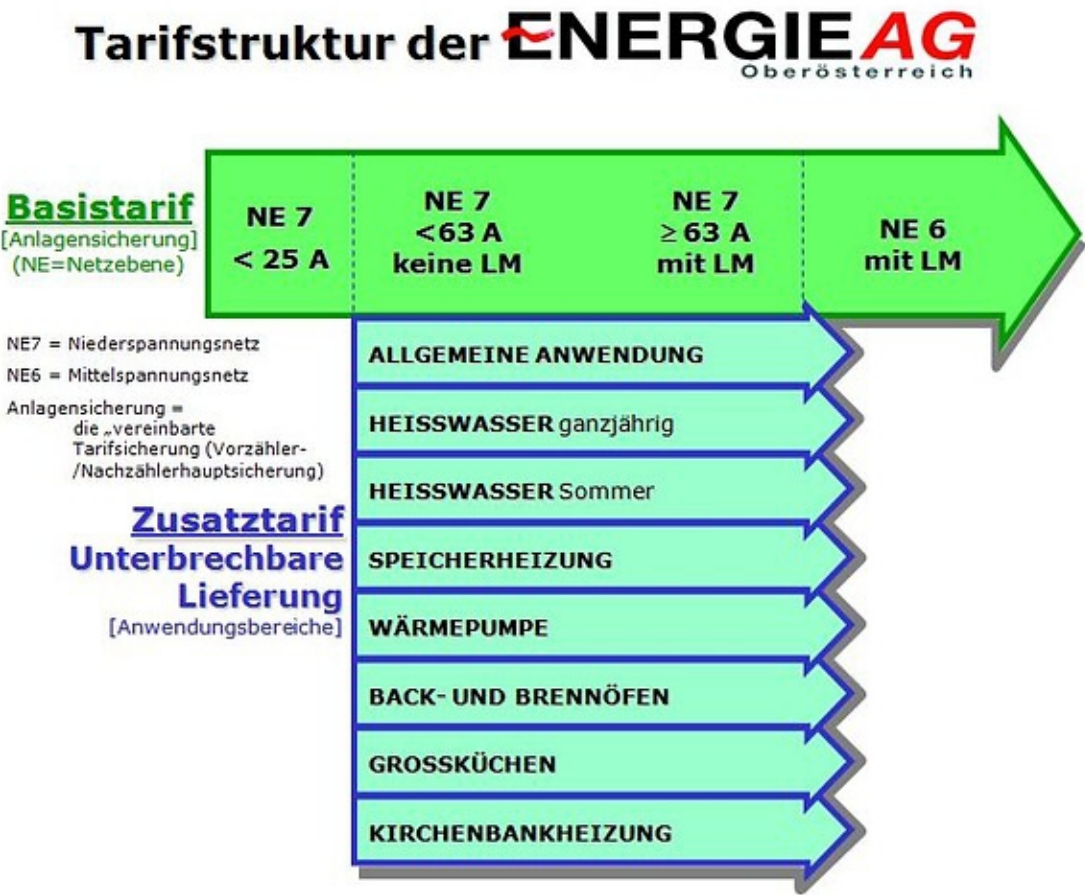 Tarifstruktur der ENERGIE AG
Oberösterreich
Basistarif
[Anlagensicherung]
(NE=Netzebene)
NE 7
< 25 A
NE 7
<63 A
keine LM
NE 7
≥ 63 A
mit LM
NE 6
mit LM
NE7 = Niederspannungsnetz
NE6 = Mittelspannungsnetz
Anlagensicherung =
die „vereinbarte
Tarifsicherung (Vorzähler-
/Nachzählerhauptsicherung)
Zusatztarif
Unterbrechbare
Lieferung
[Anwendungsbereiche]
ALLGEMEINE ANWENDUNG
HEISSWASSER ganzjährig
HEISSWASSER Sommer
SPEICHERHEIZUNG
WÄRMEPUMPE
BACK- UND BRENNÖFEN
GROSSKÜCHEN
KIRCHENBANKHEIZUNG